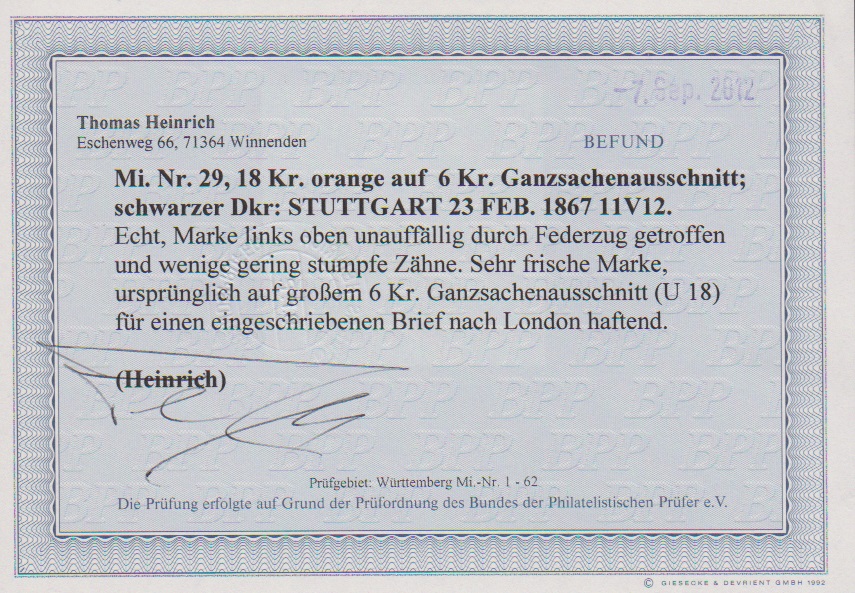 -7. Sep. 2012
Thomas Heinrich
Eschenweg 66, 71364 Winnenden
BEFUND
Mi. Nr. 29, 18 Kr. orange auf 6 Kr. Ganzsachenausschnitt;
schwarzer Dkr: STUTTGART 23 FEB. 1867 11V12.
Echt, Marke links oben unauffällig durch Federzug getroffen
und wenige gering stumpfe Zähne. Sehr frische Marke,
ursprünglich auf großem 6 Kr. Ganzsachenausschnitt (U 18)
für einen eingeschriebenen Brief nach London haftend.
(Heinrich)
Prüfgebiet: Württemberg Mi.-Nr. 1 - 62
Die Prüfung erfolgte auf Grund der Prüfordnung des Bundes der Philatelistischen Prüfer e.V.
© GIESECKE & DEVRIENT GMBH 1992